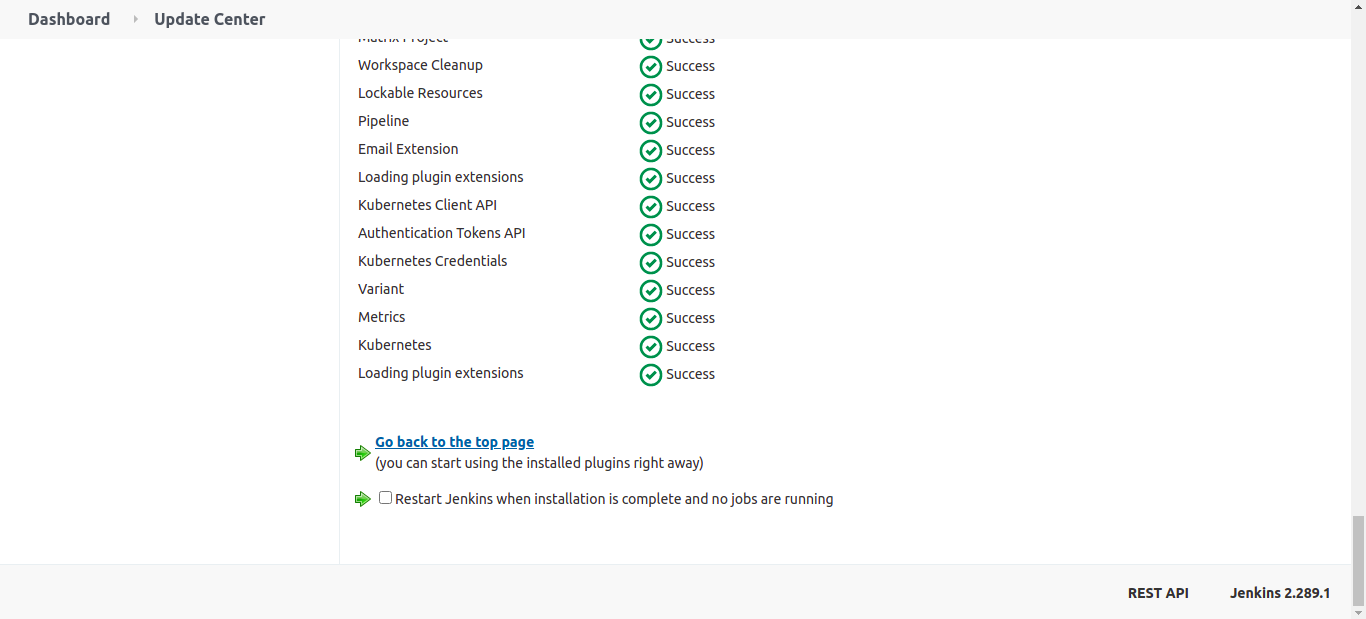 Dashboard Update Center
Matrix Project Success
Workspace Cleanup Success
Lockable Resources Success
Pipeline Success
Email Extension Success
Loading plugin extensions Success
Kubernetes Client API Success
Authentication Tokens API Success
Kubernetes Credentials Success
Variant Success
Metrics Success
Kubernetes Success
Loading plugin extensions Success
Go back to the top page
(you can start using the installed plugins right away)
Restart Jenkins when installation is complete and no jobs are running
REST API Jenkins 2.289.1